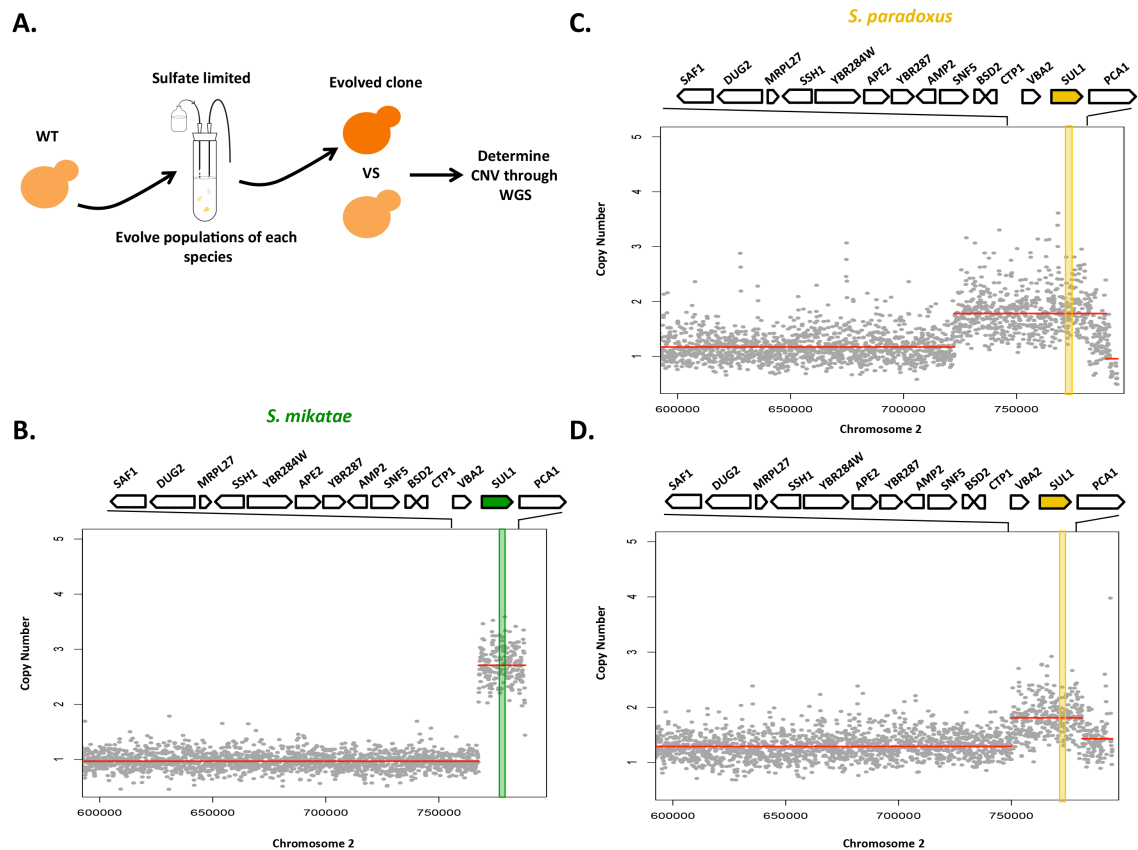 A.
Sulfate limited
Evolved clone
WT
VS
Determine
CNV through
WGS
Evolve populations of each
species
B.
S. mikatae
SAF1 DUG2 MRPL27 SSH1 YBR284W APE2 YBR287 AMP2 SNF5 BSD2 CTP1 VBA2 SUL1 PCA1
Copy Number
5
4
3
2
1
600000 650000 700000 750000
Chromosome 2
C.
S. paradoxus
SAF1 DUG2 MRPL27 SSH1 YBR284W APE2 YBR287 AMP2 SNF5 BSD2 CTP1 VBA2 SUL1 PCA1
Copy Number
5
4
3
2
1
600000 650000 700000 750000
Chromosome 2
D.
SAF1 DUG2 MRPL27 SSH1 YBR284W APE2 YBR287 AMP2 SNF5 BSD2 CTP1 VBA2 SUL1 PCA1
Copy Number
5
4
3
2
1
600000 650000 700000 750000
Chromosome 2